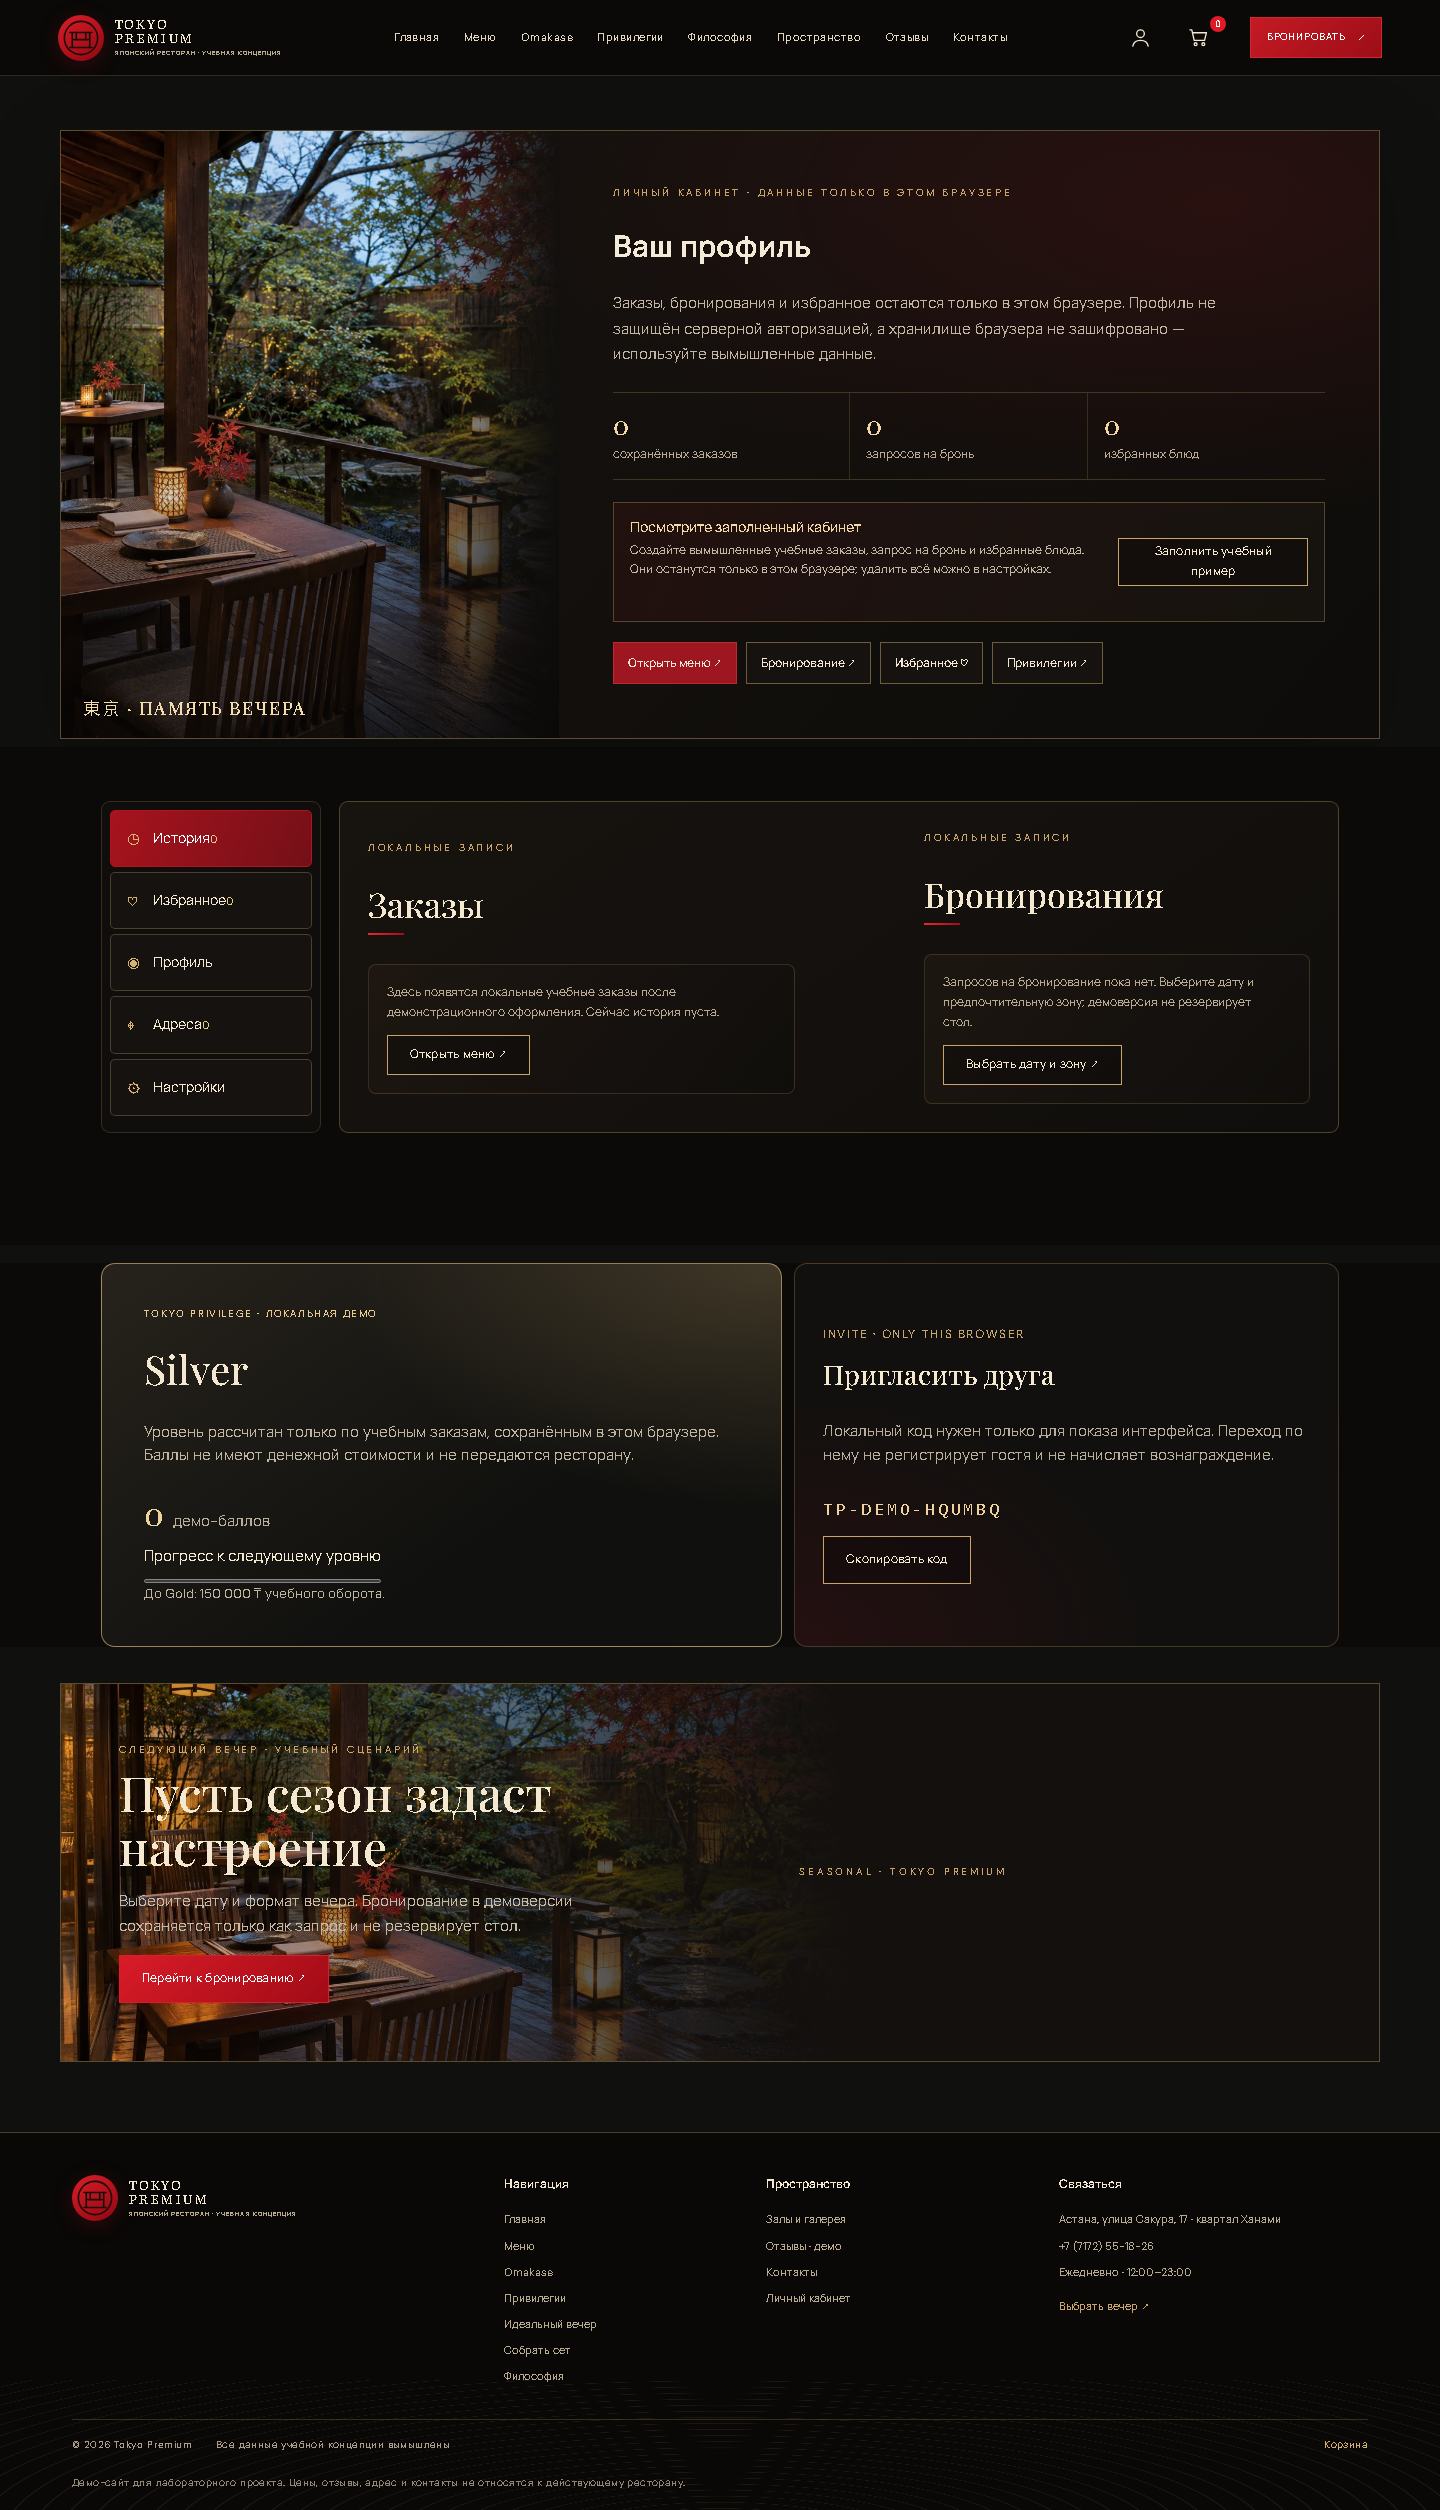 TOKYO
PREMIUM
ЯПОНСКИЙ РЕСТОРАН · УЧЕБНАЯ КОНЦЕПЦИЯ
Главная
Меню
Omakase
Привилегии
Философия
Пространство
Отзывы
Контакты
0
БРОНИРОВАТЬ ↗
ЛИЧНЫЙ КАБИНЕТ · ДАННЫЕ ТОЛЬКО В ЭТОМ БРАУЗЕРЕ
Ваш профиль
Заказы, бронирования и избранное остаются только в этом браузере. Профиль не
защищён серверной авторизацией, а хранилище браузера не зашифровано —
используйте вымышленные данные.
0
сохранённых заказов
0
запросов на бронь
0
избранных блюд
Посмотрите заполненный кабинет
Создайте вымышленные учебные заказы, запрос на бронь и избранные блюда.
Они останутся только в этом браузере; удалить всё можно в настройках.
Заполнить учебный
пример
Открыть меню ↗
Бронирование ↗
Избранное ♡
Привилегии ↗
東京 · ПАМЯТЬ ВЕЧЕРА
История0
Избранное0
Профиль
Адреса0
Настройки
ЛОКАЛЬНЫЕ ЗАПИСИ
Заказы
Здесь появятся локальные учебные заказы после
демонстрационного оформления. Сейчас история пуста.
Открыть меню ↗
ЛОКАЛЬНЫЕ ЗАПИСИ
Бронирования
Запросов на бронирование пока нет. Выберите дату и
предпочтительную зону; демоверсия не резервирует
стол.
Выбрать дату и зону ↗
TOKYO PRIVILEGE · ЛОКАЛЬНАЯ ДЕМО
Silver
Уровень рассчитан только по учебным заказам, сохранённым в этом браузере.
Баллы не имеют денежной стоимости и не передаются ресторану.
0 демо-баллов
Прогресс к следующему уровню
До Gold: 150 000 ₸ учебного оборота.
INVITE · ONLY THIS BROWSER
Пригласить друга
Локальный код нужен только для показа интерфейса. Переход по
нему не регистрирует гостя и не начисляет вознаграждение.
TP-DEMO-HQUMBQ
Скопировать код
СЛЕДУЮЩИЙ ВЕЧЕР · УЧЕБНЫЙ СЦЕНАРИЙ
Пусть сезон задаст
настроение
Выберите дату и формат вечера. Бронирование в демоверсии
сохраняется только как запрос и не резервирует стол.
Перейти к бронированию ↗
SEASONAL · TOKYO PREMIUM
TOKYO
PREMIUM
ЯПОНСКИЙ РЕСТОРАН · УЧЕБНАЯ КОНЦЕПЦИЯ
Навигация
Главная
Меню
Omakase
Привилегии
Идеальный вечер
Собрать сет
Философия
Пространство
Залы и галерея
Отзывы · демо
Контакты
Личный кабинет
Связаться
Астана, улица Сакура, 17 · квартал Ханами
+7 (7172) 55-18-26
Ежедневно · 12:00–23:00
Выбрать вечер ↗
© 2026 Tokyo Premium
Все данные учебной концепции вымышлены
Корзина
Демо-сайт для лабораторного проекта. Цены, отзывы, адрес и контакты не относятся к действующему ресторану.